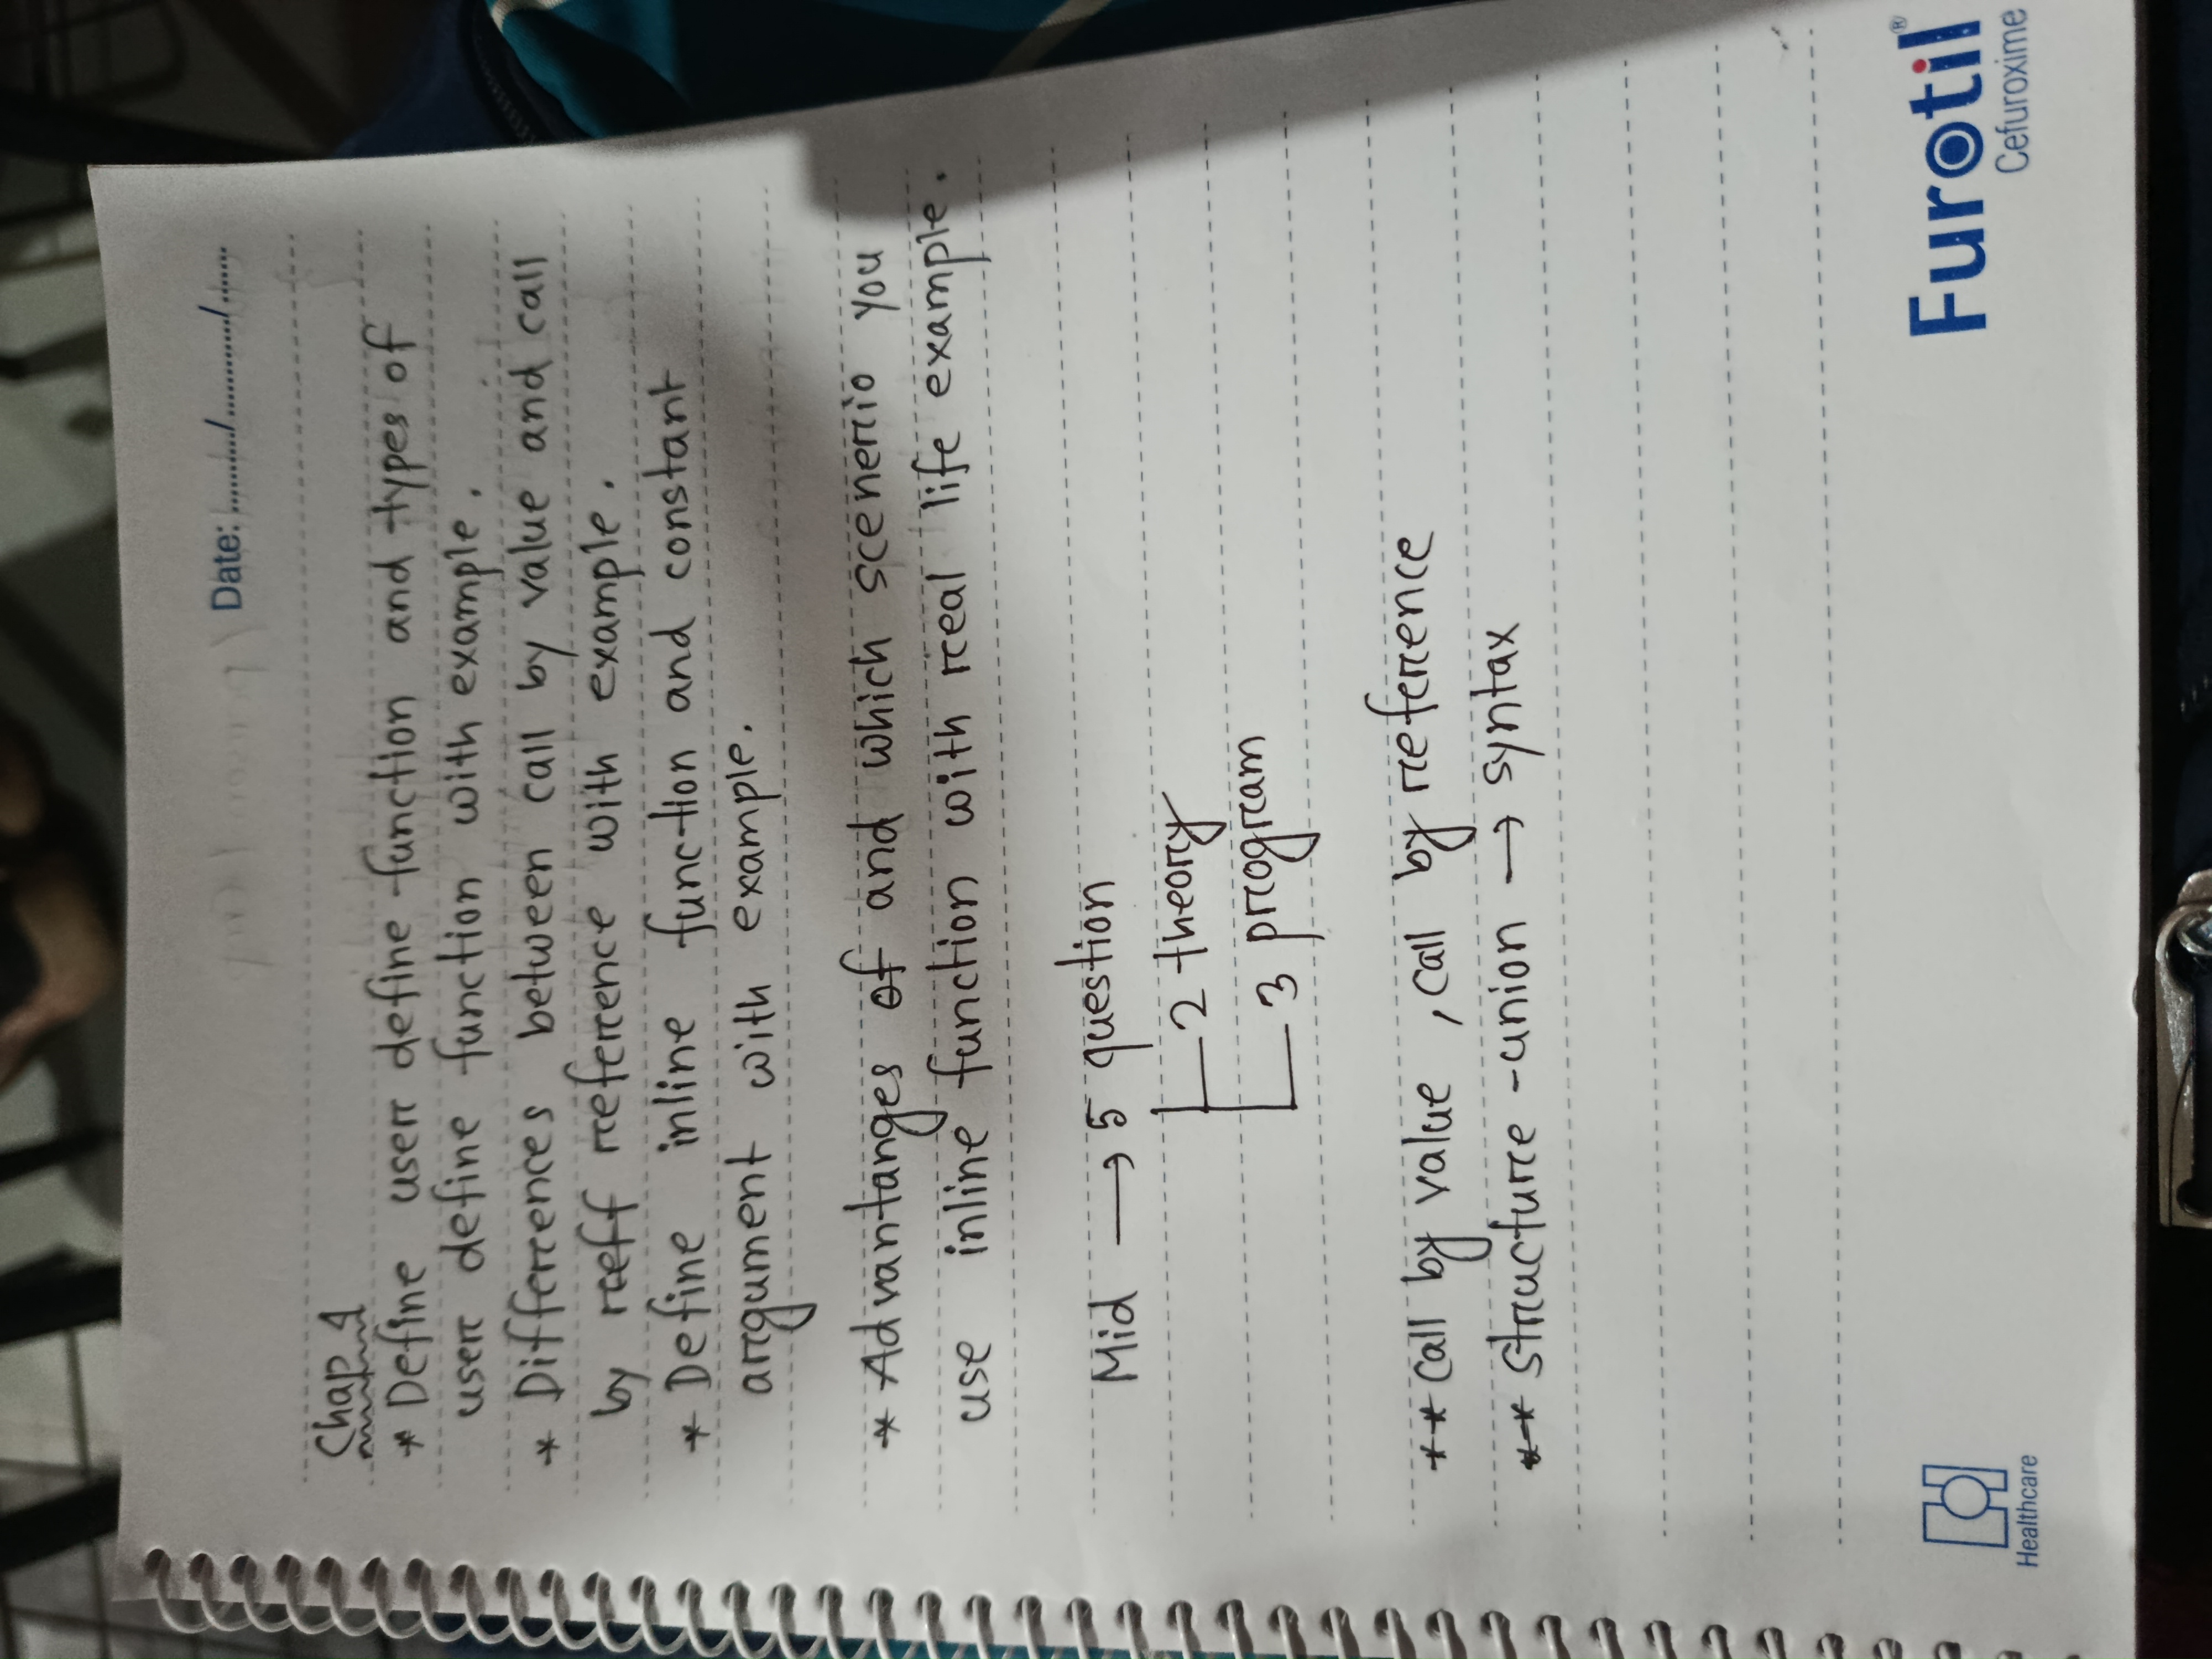 Date: ......../............/......
Chap 4
* Define user define function and types of
user define function with example.
* Differences between call by value and call
by reference with example.
* Define inline function and constant
argument with example.
* Advantanges of and which scenerio you
use inline function with real life example.
Mid → 5 question
2 theory
3 program
** Call by value, call by reference
** structure - union → syntax
Healthcare
Furotil®
Cefuroxime